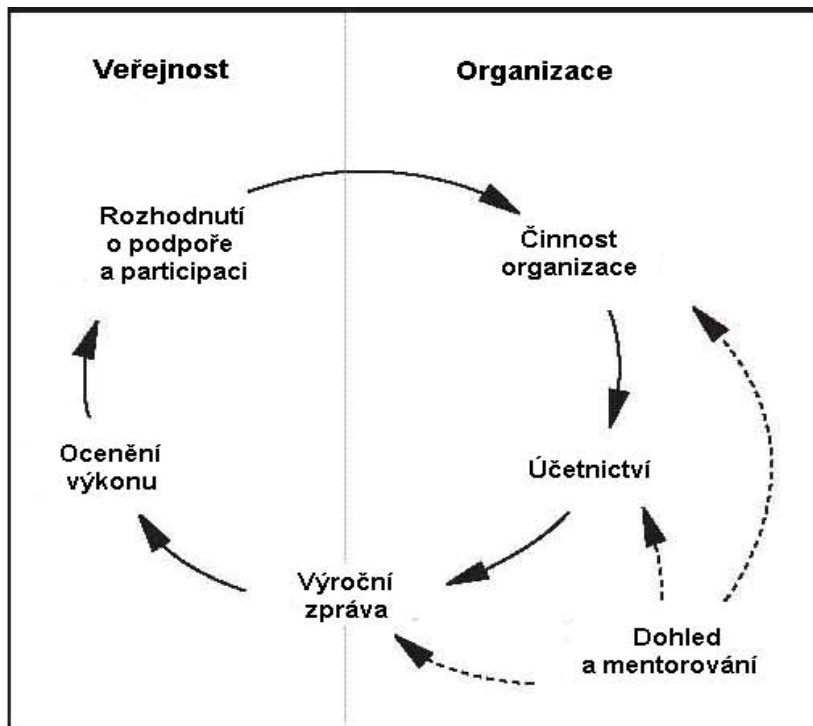 Veřejnost
Organizace
Rozhodnutí
o podpoře
a participaci
Činnost
organizace
Ocenění
výkonu
Účetnictví
Výroční
zpráva
Dohled
a mentorování